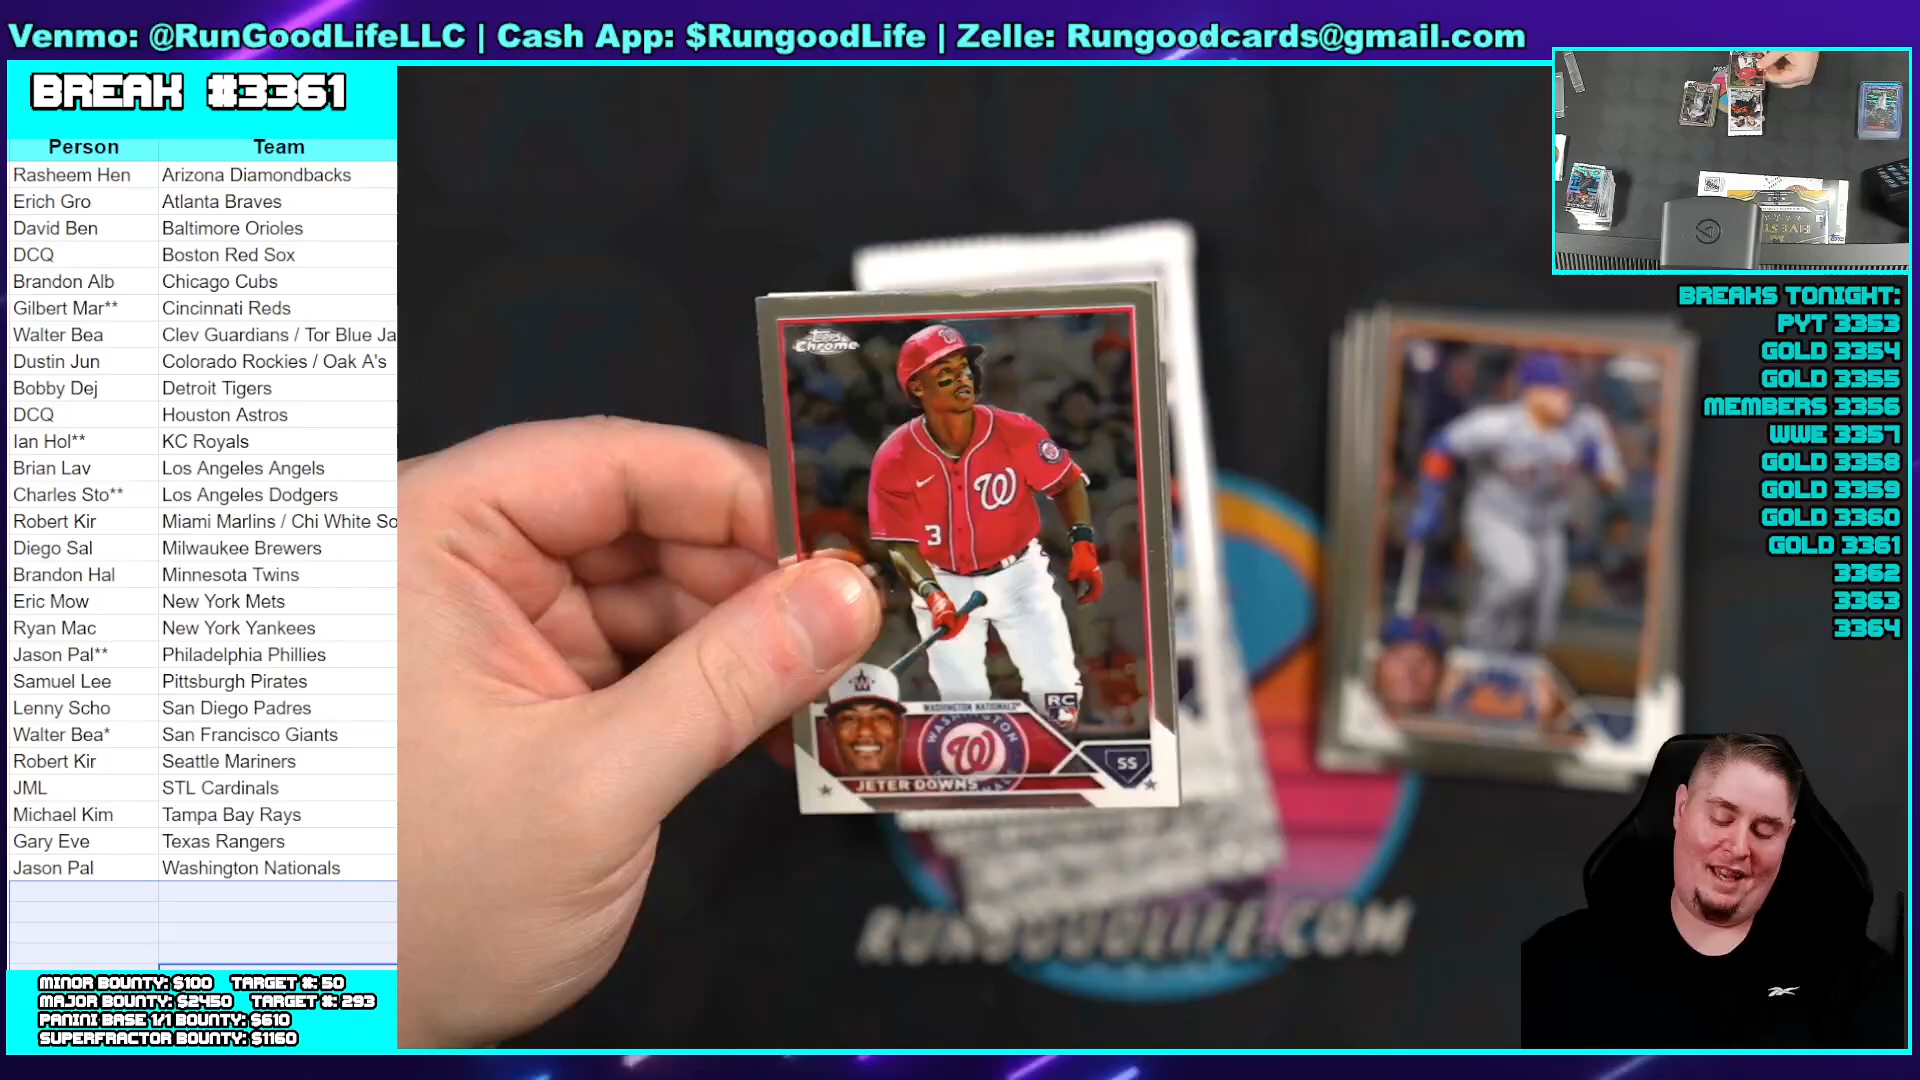 Venmo: @RunGoodLifeLLC | Cash App: $RungoodLife | Zelle: Rungoodcards@gmail.com
BREAK #3361
Person Team
Rasheem Hen Arizona Diamondbacks
Erich Gro Atlanta Braves
David Ben Baltimore Orioles
DCQ Boston Red Sox
Brandon Alb Chicago Cubs
Gilbert Mar** Cincinnati Reds
Walter Bea Clev Guardians / Tor Blue Ja
Dustin Jun Colorado Rockies / Oak A's
Bobby Dej Detroit Tigers
DCQ Houston Astros
Ian Hol** KC Royals
Brian Lav Los Angeles Angels
Charles Sto** Los Angeles Dodgers
Robert Kir Miami Marlins / Chi White So
Diego Sal Milwaukee Brewers
Brandon Hal Minnesota Twins
Eric Mow New York Mets
Ryan Mac New York Yankees
Jason Pal** Philadelphia Phillies
Samuel Lee Pittsburgh Pirates
Lenny Scho San Diego Padres
Walter Bea* San Francisco Giants
Robert Kir Seattle Mariners
JML STL Cardinals
Michael Kim Tampa Bay Rays
Gary Eve Texas Rangers
Jason Pal Washington Nationals
MINOR BOUNTY: $100 TARGET #: 50
MAJOR BOUNTY: $2450 TARGET #: 293
PANINI BASE 1/1 BOUNTY: $610
SUPERFRACTOR BOUNTY: $1160
Topps
Chrome
W
3
WASHINGTON NATIONALS
RC
WASHINGTON
W
SS
JETER DOWNS
RUNGOODLIFE.COM
BREAKS TONIGHT:
PYT 3353
GOLD 3354
GOLD 3355
MEMBERS 3356
WWE 3357
GOLD 3358
GOLD 3359
GOLD 3360
GOLD 3361
3362
3363
3364